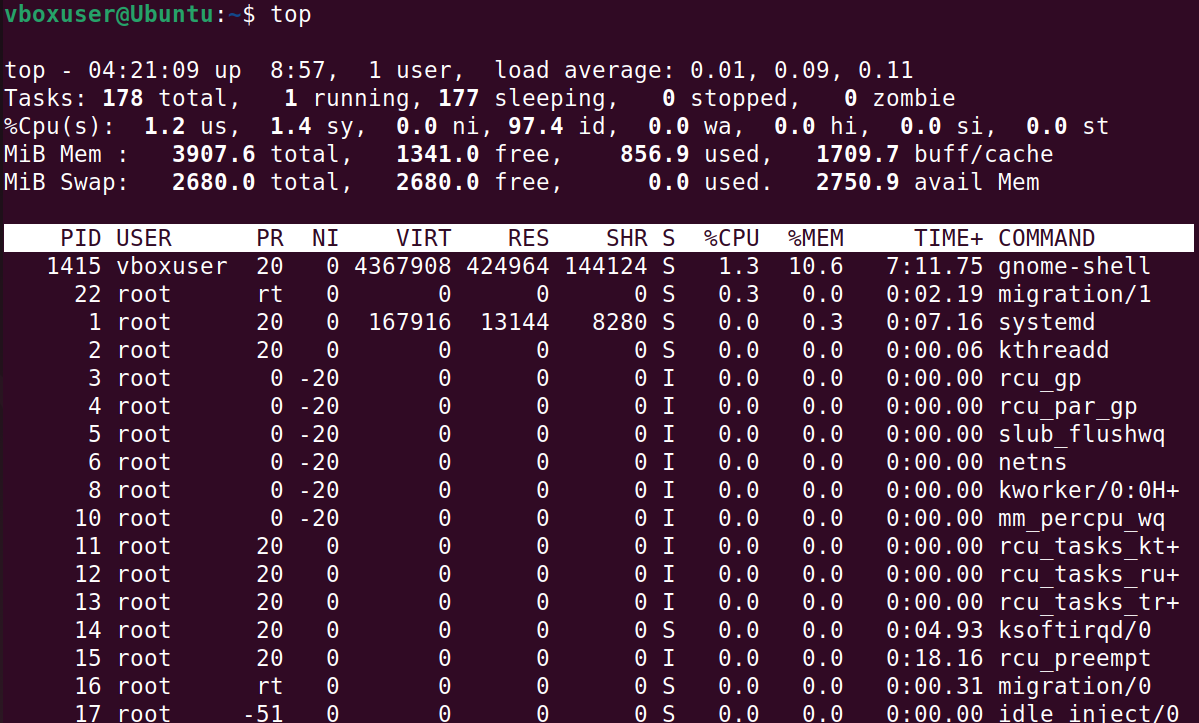 vboxuser@Ubuntu:~$ top
top - 04:21:09 up  8:57,  1 user,  load average: 0.01, 0.09, 0.11
Tasks: 178 total,   1 running, 177 sleeping,   0 stopped,   0 zombie
%Cpu(s):  1.2 us,  1.4 sy,  0.0 ni, 97.4 id,  0.0 wa,  0.0 hi,  0.0 si,  0.0 st
MiB Mem :   3907.6 total,   1341.0 free,    856.9 used,   1709.7 buff/cache
MiB Swap:   2680.0 total,   2680.0 free,      0.0 used.   2750.9 avail Mem
    PID USER      PR  NI    VIRT    RES    SHR S  %CPU  %MEM     TIME+ COMMAND
   1415 vboxuser  20   0 4367908 424964 144124 S   1.3  10.6   7:11.75 gnome-shell
     22 root      rt   0       0      0      0 S   0.3   0.0   0:02.19 migration/1
      1 root      20   0  167916  13144   8280 S   0.0   0.3   0:07.16 systemd
      2 root      20   0       0      0      0 S   0.0   0.0   0:00.06 kthreadd
      3 root       0 -20       0      0      0 I   0.0   0.0   0:00.00 rcu_gp
      4 root       0 -20       0      0      0 I   0.0   0.0   0:00.00 rcu_par_gp
      5 root       0 -20       0      0      0 I   0.0   0.0   0:00.00 slub_flushwq
      6 root       0 -20       0      0      0 I   0.0   0.0   0:00.00 netns
      8 root       0 -20       0      0      0 I   0.0   0.0   0:00.00 kworker/0:0H+
     10 root       0 -20       0      0      0 I   0.0   0.0   0:00.00 mm_percpu_wq
     11 root      20   0       0      0      0 I   0.0   0.0   0:00.00 rcu_tasks_kt+
     12 root      20   0       0      0      0 I   0.0   0.0   0:00.00 rcu_tasks_ru+
     13 root      20   0       0      0      0 I   0.0   0.0   0:00.00 rcu_tasks_tr+
     14 root      20   0       0      0      0 S   0.0   0.0   0:04.93 ksoftirqd/0
     15 root      20   0       0      0      0 I   0.0   0.0   0:18.16 rcu_preempt
     16 root      rt   0       0      0      0 S   0.0   0.0   0:00.31 migration/0
     17 root     -51   0       0      0      0 S   0.0   0.0   0:00.00 idle_inject/0